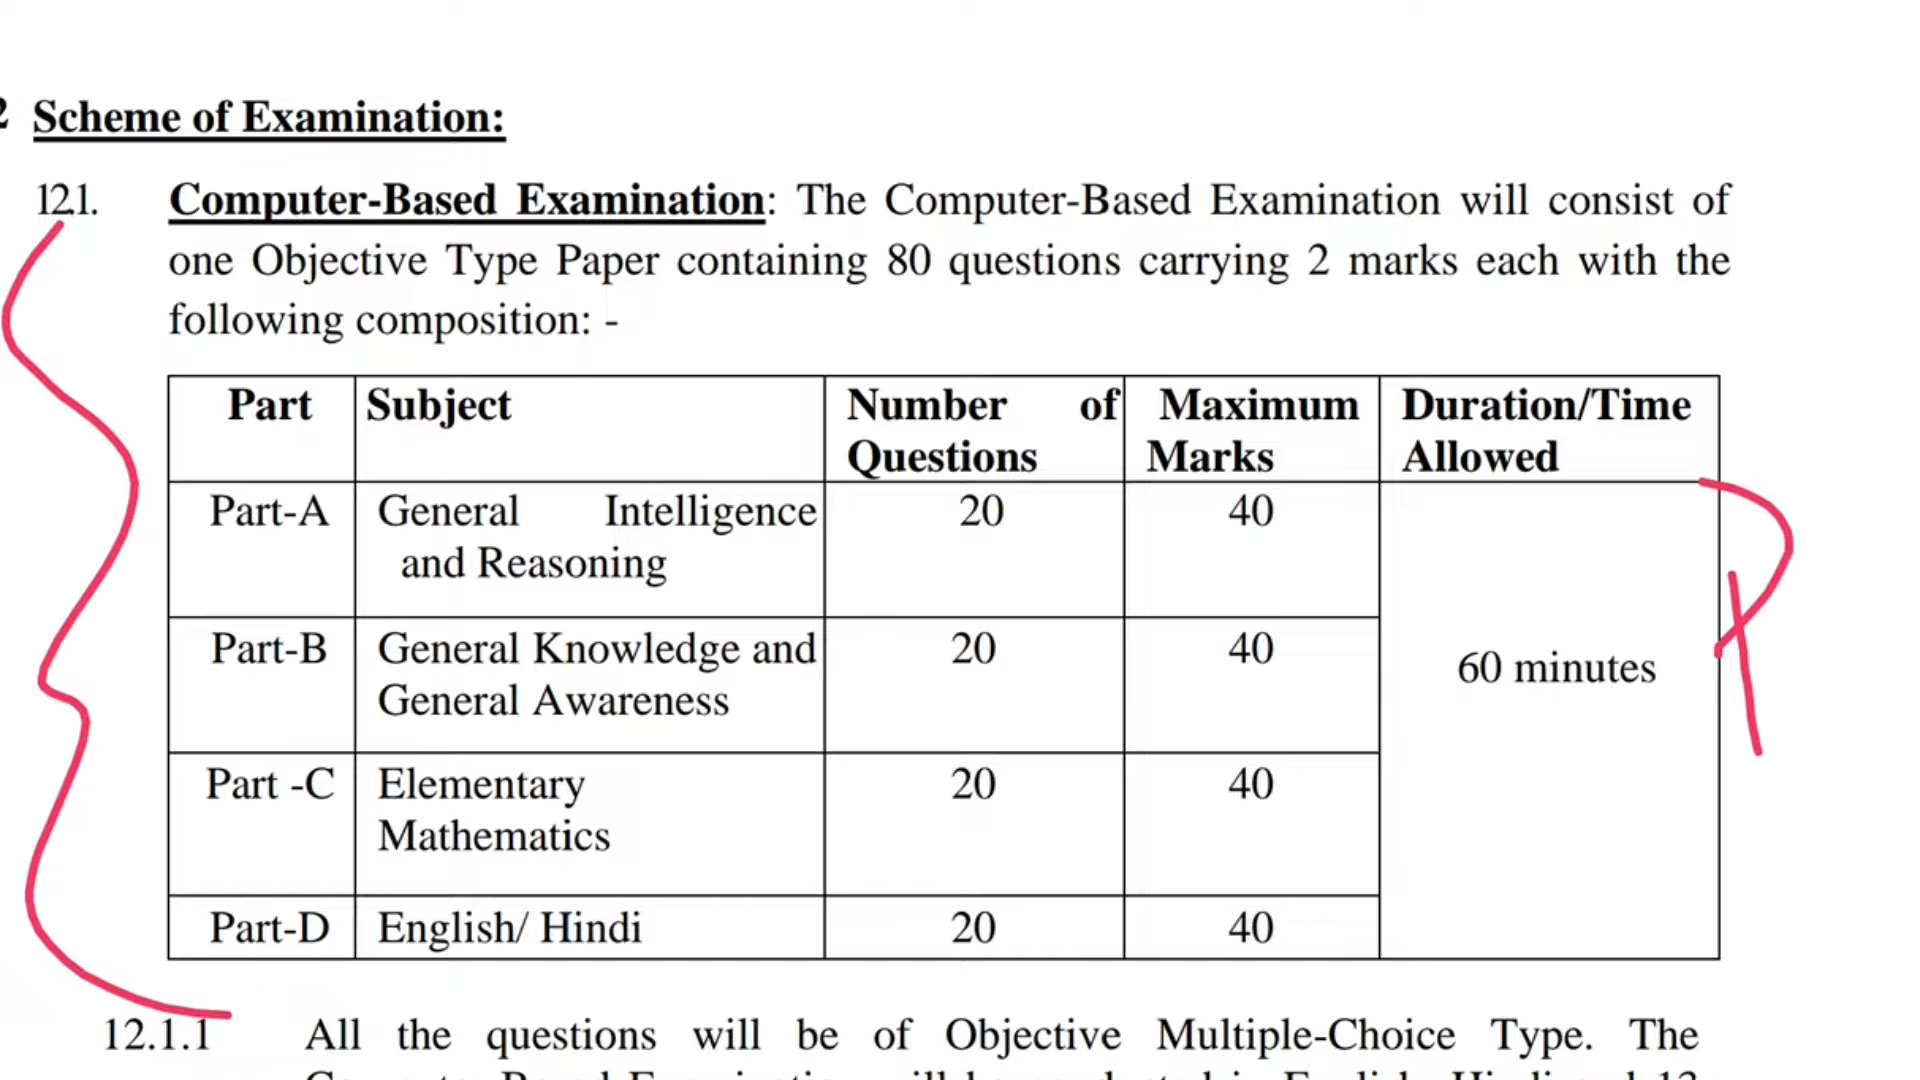 2 Scheme of Examination:
12.1. Computer-Based Examination: The Computer-Based Examination will consist of
one Objective Type Paper containing 80 questions carrying 2 marks each with the
following composition: -
Part Subject Number of Questions Maximum Marks Duration/Time Allowed
Part-A General Intelligence and Reasoning 20 40 60 minutes
Part-B General Knowledge and General Awareness 20 40
Part -C Elementary Mathematics 20 40
Part-D English/ Hindi 20 40
12.1.1 All the questions will be of Objective Multiple-Choice Type. The